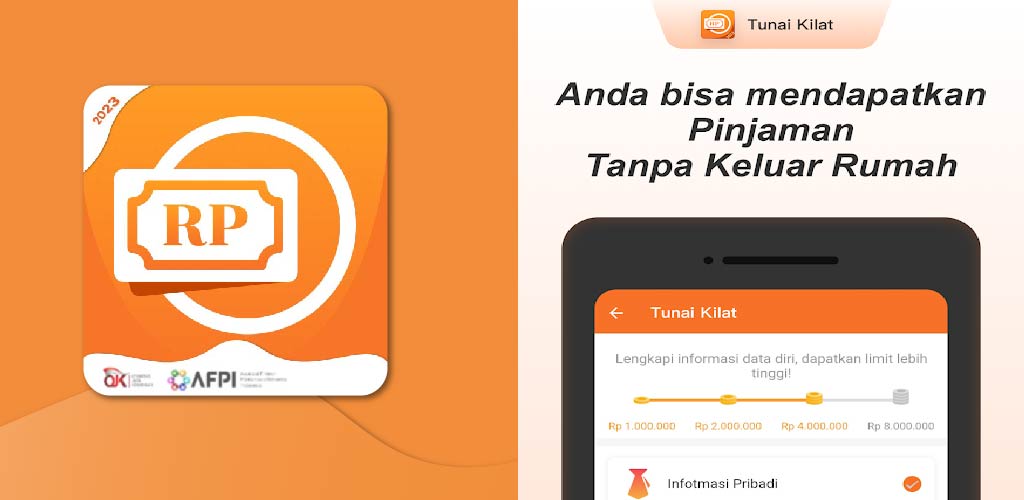 2023
RP
OJK
AFPI
Tunai Kilat
Anda bisa mendapatkan
Pinjaman
Tanpa Keluar Rumah
Tunai Kilat
Lengkapi informasi data diri, dapatkan limit lebih
tinggi!
Rp 1.000.000 Rp 2.000.000 Rp 4.000.000 Rp 8.000.000
Infotmasi Pribadi